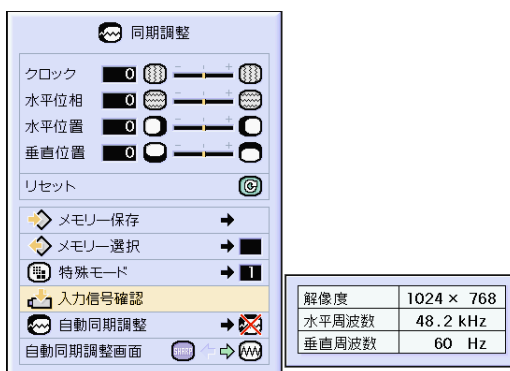 同期調整
クロック 0 - +
水平位相 0 - +
水平位置 0 - +
垂直位置 0 - +
リセット
メモリー保存
メモリー選択
特殊モード 1
入力信号確認
自動同期調整
自動同期調整画面 SHARP
解像度 1024 × 768
水平周波数 48.2 kHz
垂直周波数 60 Hz